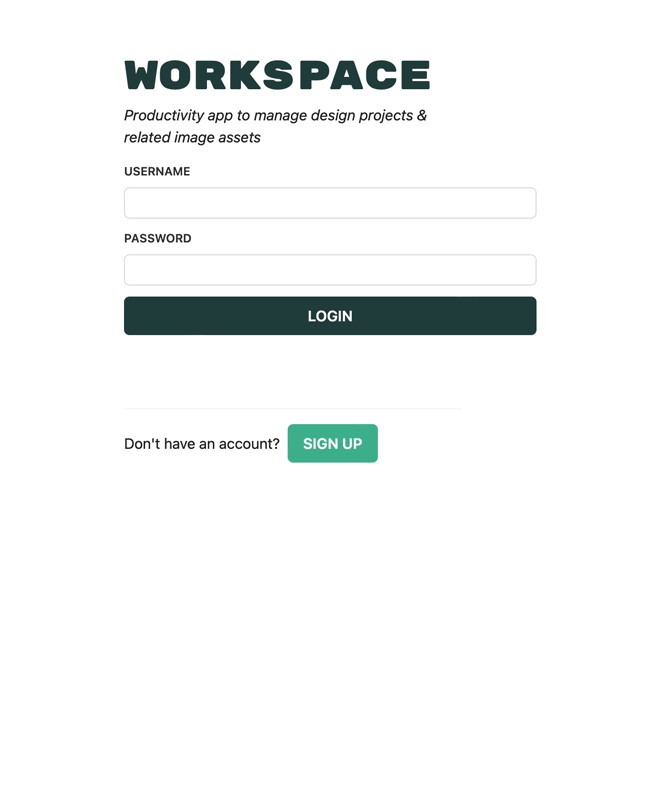 WORKSPACE
Productivity app to manage design projects &
related image assets
USERNAME
PASSWORD
LOGIN
Don't have an account?
SIGN UP